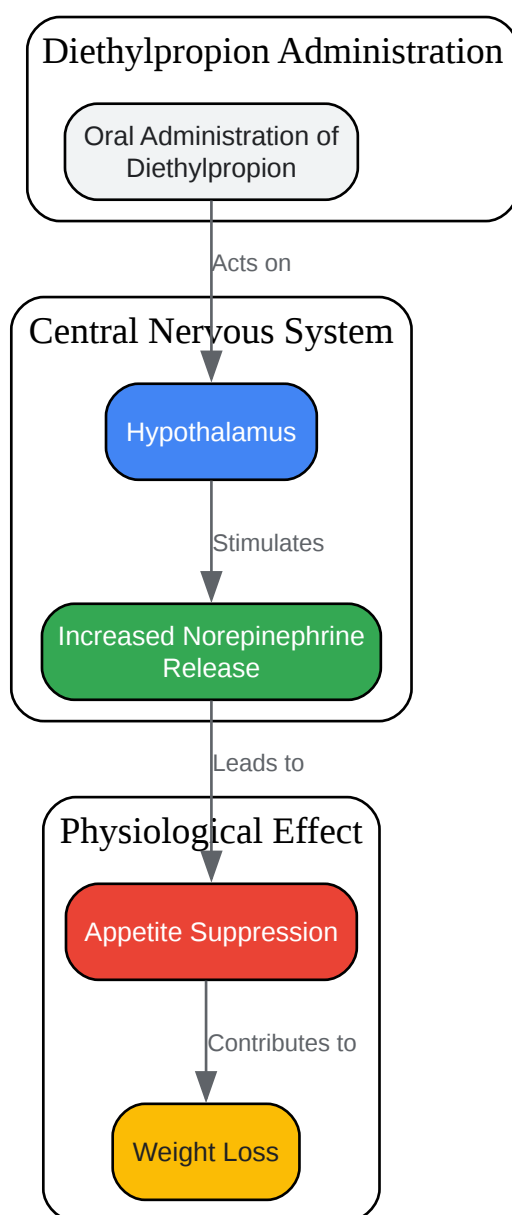 Diethylpropion Administration
Oral Administration of
Diethylpropion
Acts on
Central Nervous System
Hypothalamus
Stimulates
Increased Norepinephrine
Release
Leads to
Physiological Effect
Appetite Suppression
Contributes to
Weight Loss